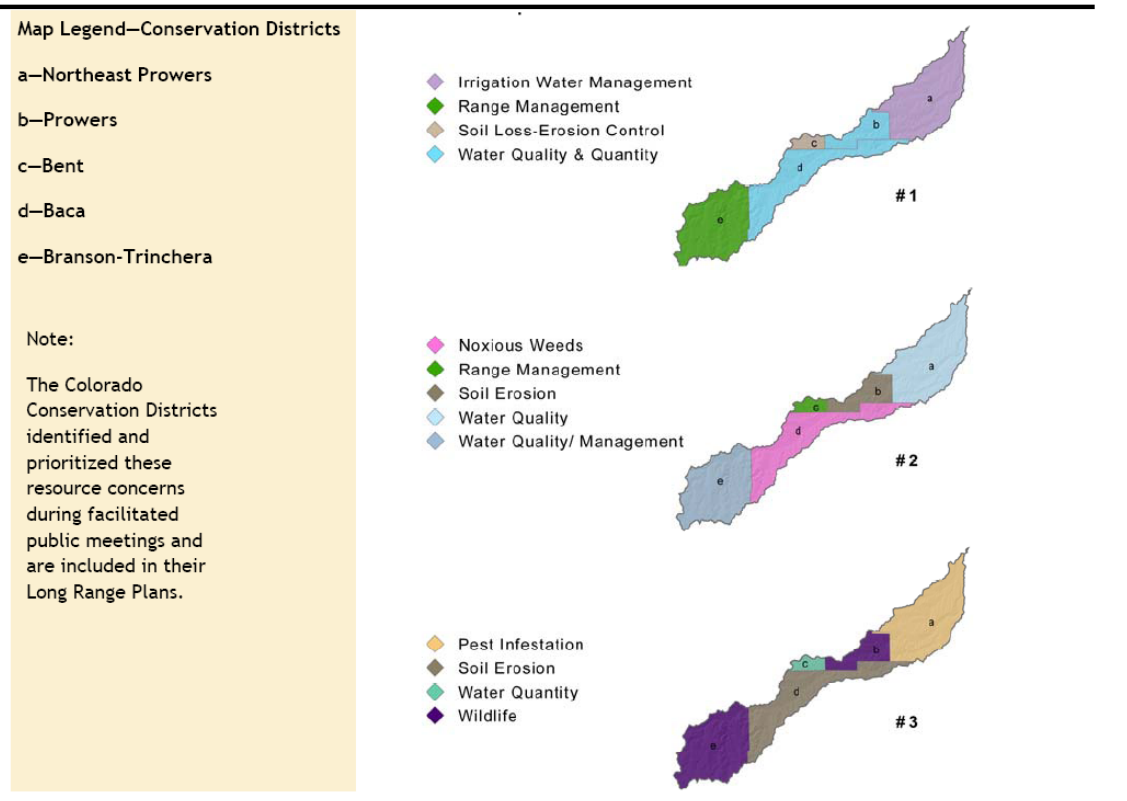 Map Legend—Conservation Districts
a—Northeast Prowers
b—Prowers
c—Bent
d—Baca
e—Branson-Trinchera
Note:
The Colorado
Conservation Districts
identified and
prioritized these
resource concerns
during facilitated
public meetings and
are included in their
Long Range Plans.
Irrigation Water Management
Range Management
Soil Loss-Erosion Control
Water Quality & Quantity
a
b
c
d
e
#1
Noxious Weeds
Range Management
Soil Erosion
Water Quality
Water Quality/ Management
a
b
c
d
e
#2
Pest Infestation
Soil Erosion
Water Quantity
Wildlife
a
b
c
d
e
#3